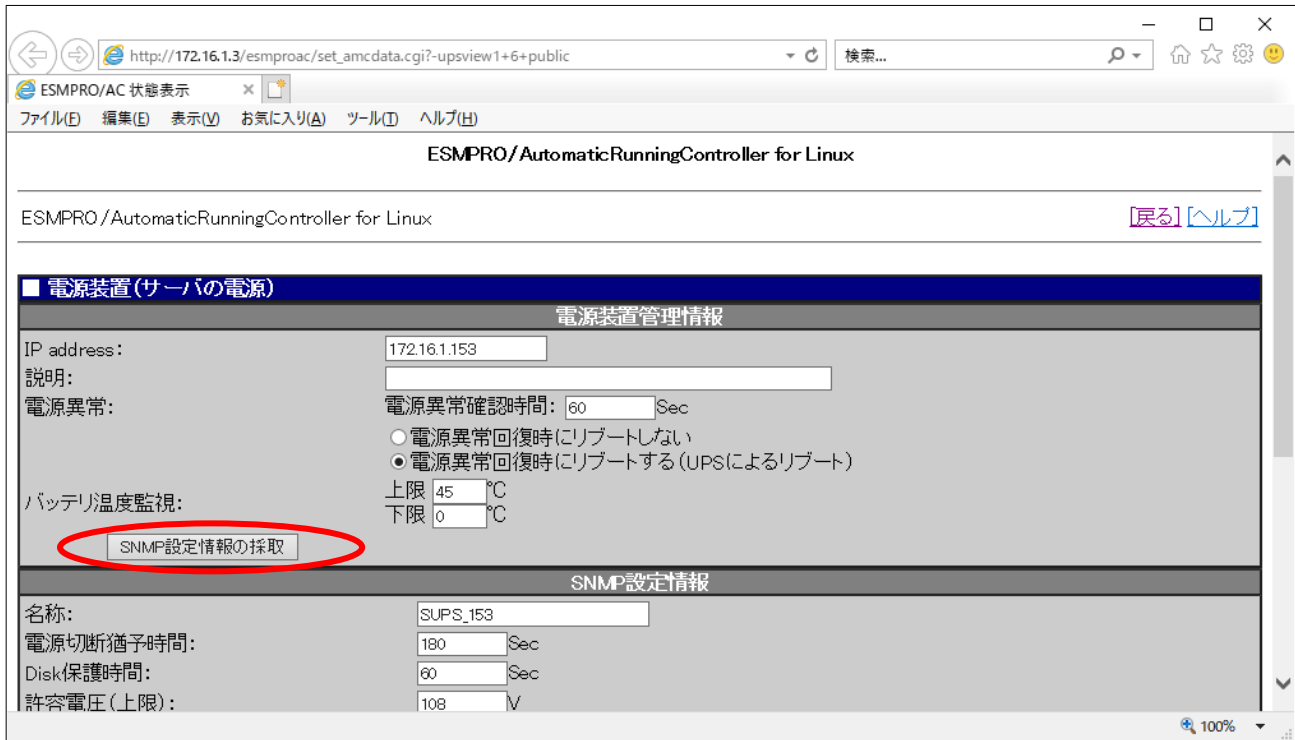 http://172.16.1.3/esmproac/set_amcdata.cgi?-upsview1+6+public
検索...
ESMPRO/AC 状態表示
ファイル(F) 編集(E) 表示(V) お気に入り(A) ツール(T) ヘルプ(H)
ESMPRO/AutomaticRunningController for Linux
ESMPRO/AutomaticRunningController for Linux [戻る] [ヘルプ]
■ 電源装置(サーバの電源)
電源装置管理情報
IP address: 172.16.1.153
説明:
電源異常: 電源異常確認時間: 60 Sec
電源異常回復時にリブートしない
電源異常回復時にリブートする(UPSによるリブート)
バッテリ温度監視: 上限 45 ℃
下限 0 ℃
SNMP設定情報の採取
SNMP設定情報
名称: SUPS_153
電源切断猶予時間: 180 Sec
Disk保護時間: 60 Sec
許容電圧(上限): 108 V
100%